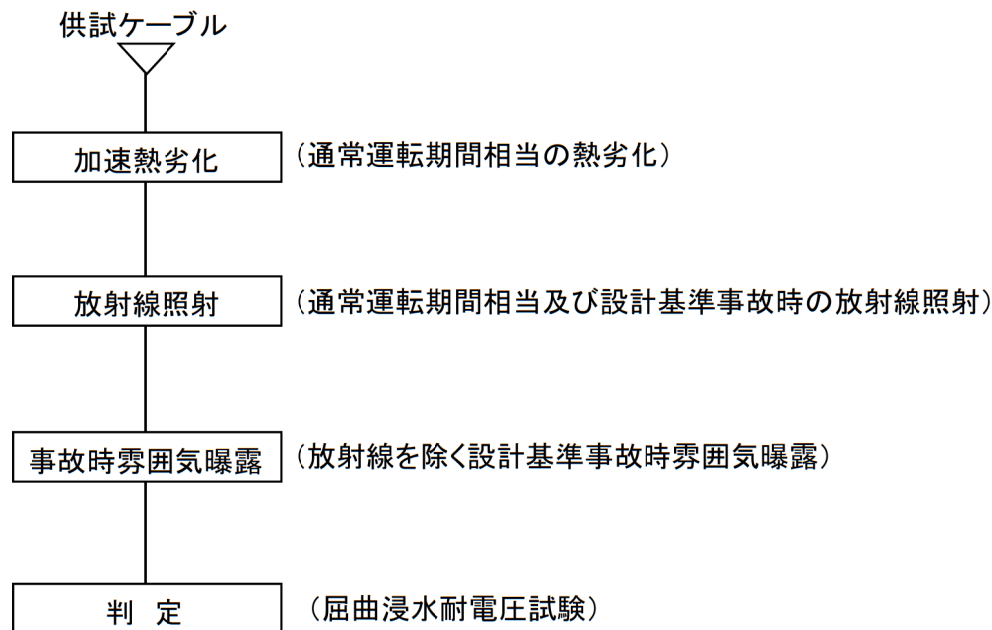 供試ケーブル
加速熱劣化 (通常運転期間相当の熱劣化)
放射線照射 (通常運転期間相当及び設計基準事故時の放射線照射)
事故時雰囲気曝露 (放射線を除く設計基準事故時雰囲気曝露)
判 定 (屈曲浸水耐電圧試験)